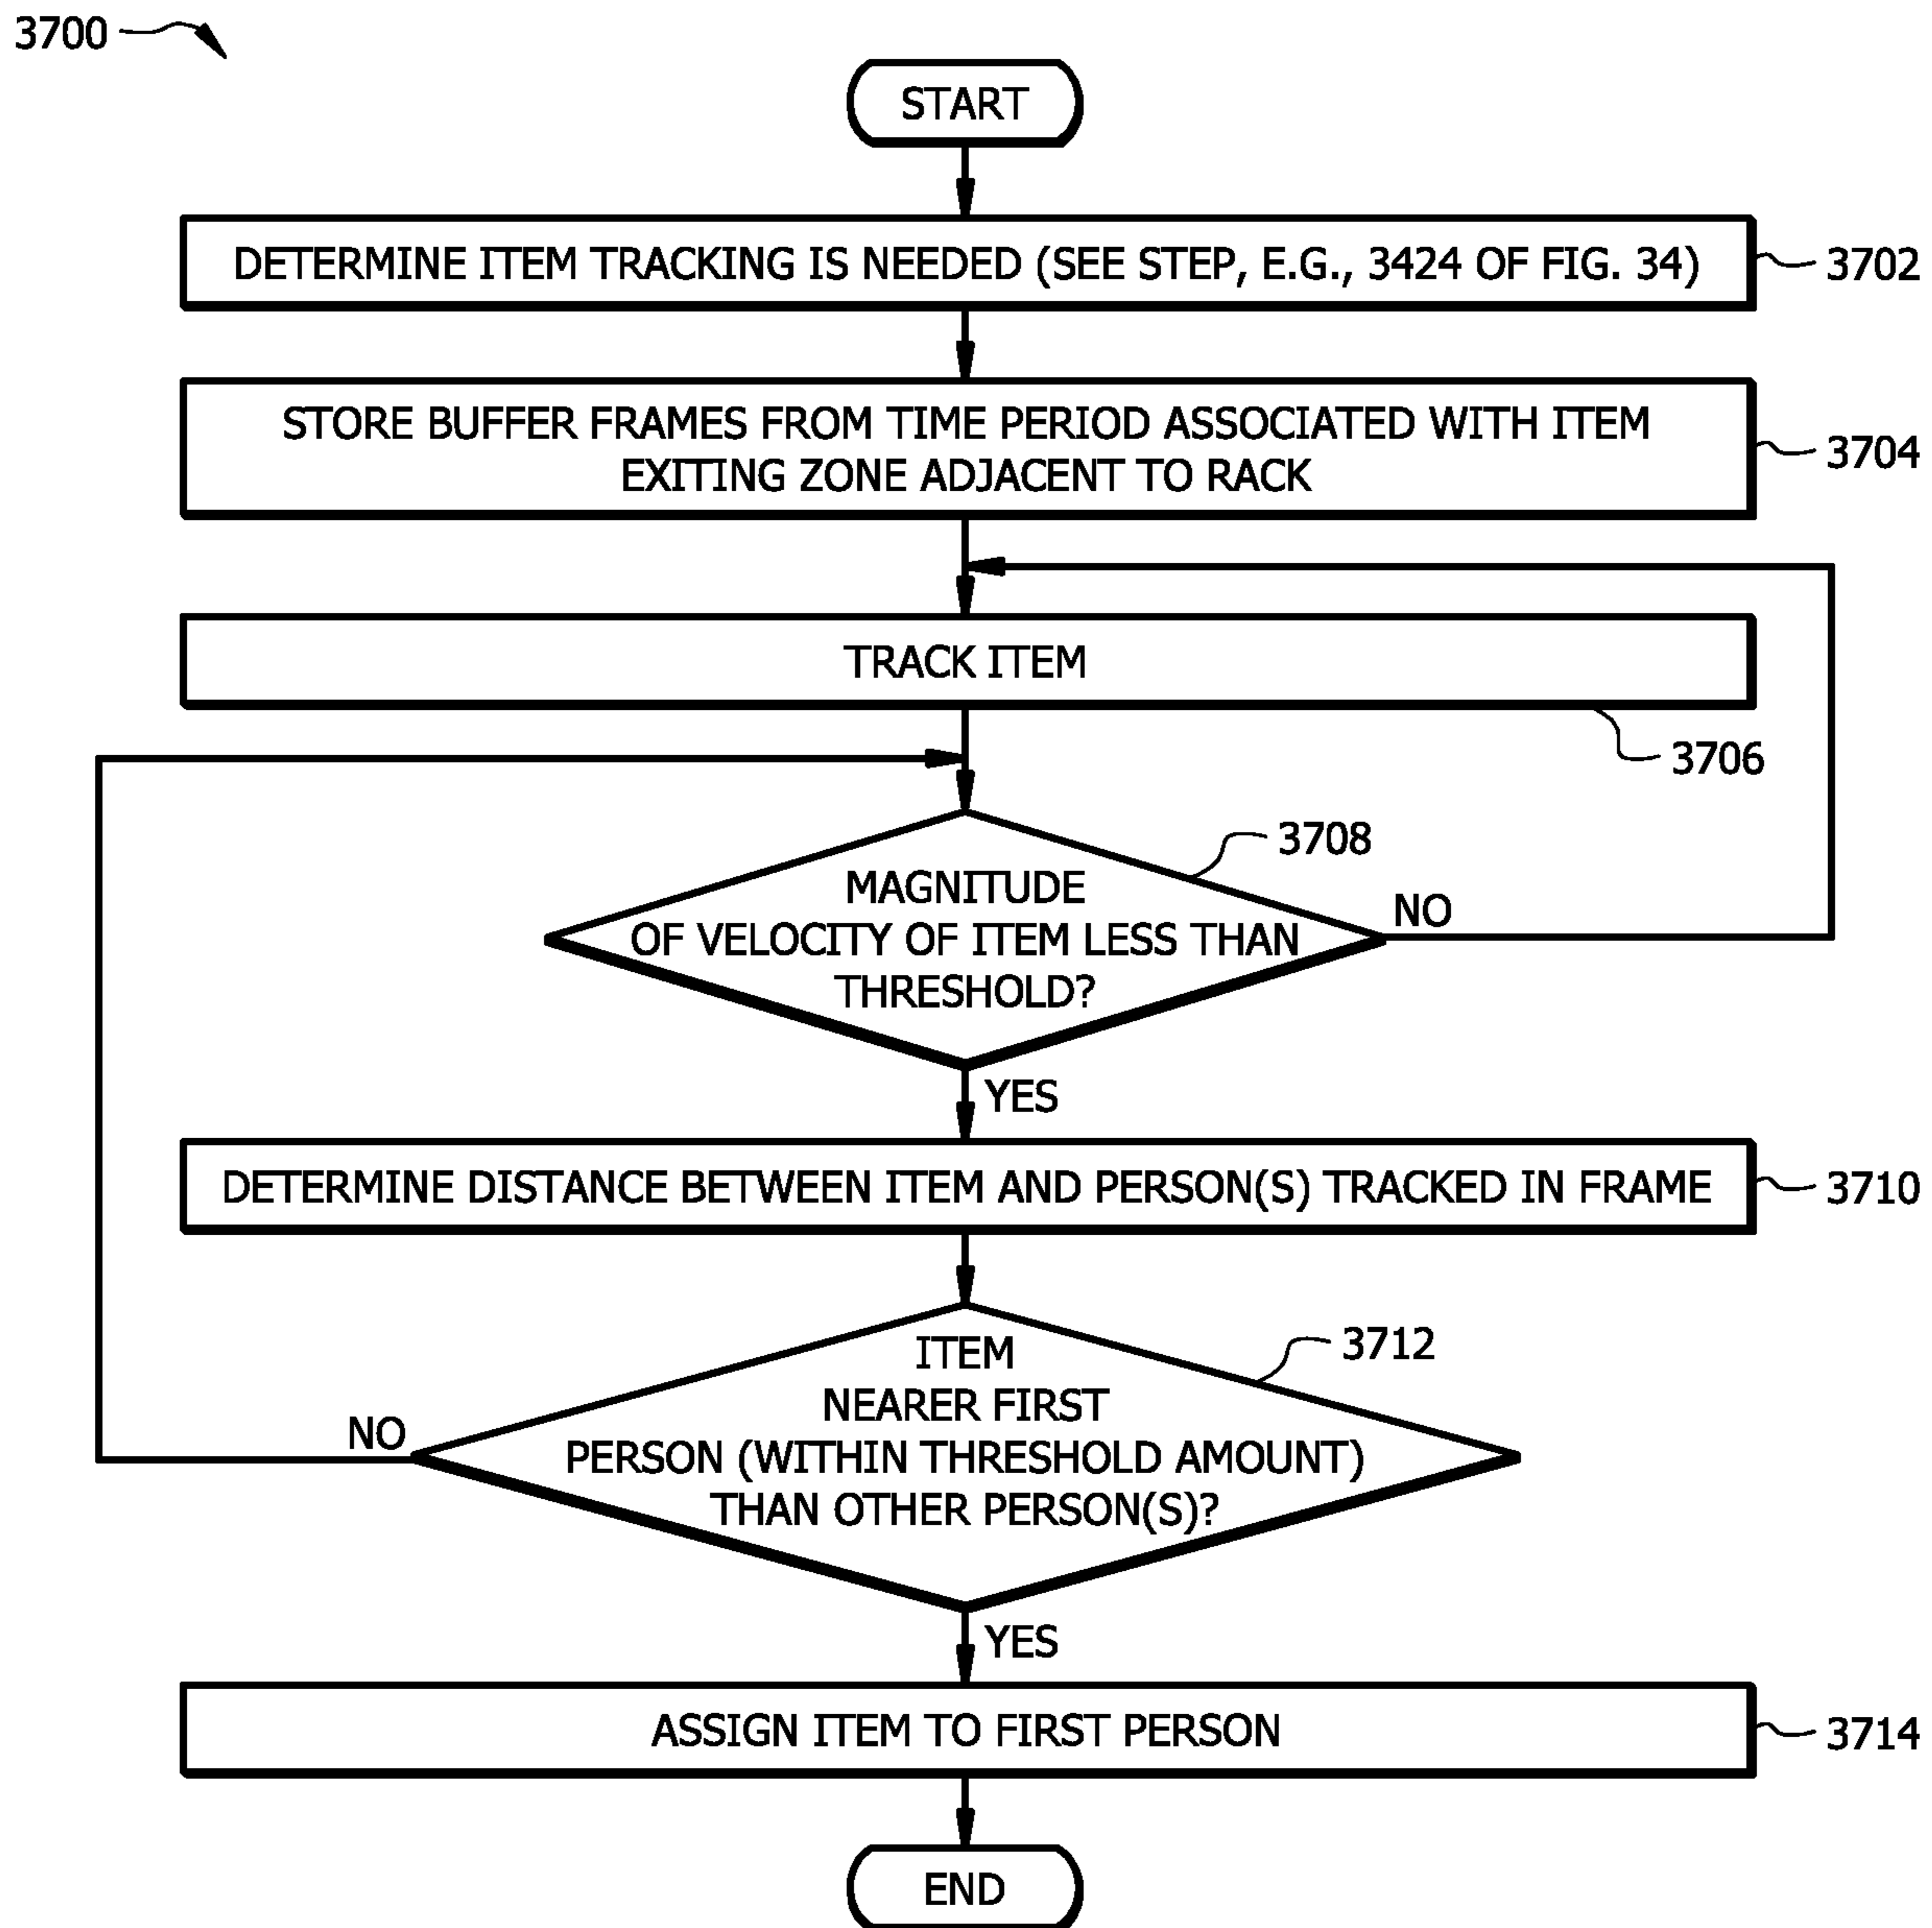 3700
START
DETERMINE ITEM TRACKING IS NEEDED (SEE STEP, E.G., 3424 OF FIG. 34)
3702
STORE BUFFER FRAMES FROM TIME PERIOD ASSOCIATED WITH ITEM
EXITING ZONE ADJACENT TO RACK
3704
TRACK ITEM
3706
3708
MAGNITUDE
OF VELOCITY OF ITEM LESS THAN
THRESHOLD?
NO
YES
DETERMINE DISTANCE BETWEEN ITEM AND PERSON(S) TRACKED IN FRAME
3710
3712
ITEM
NEARER FIRST
PERSON (WITHIN THRESHOLD AMOUNT)
THAN OTHER PERSON(S)?
NO
YES
ASSIGN ITEM TO FIRST PERSON
3714
END